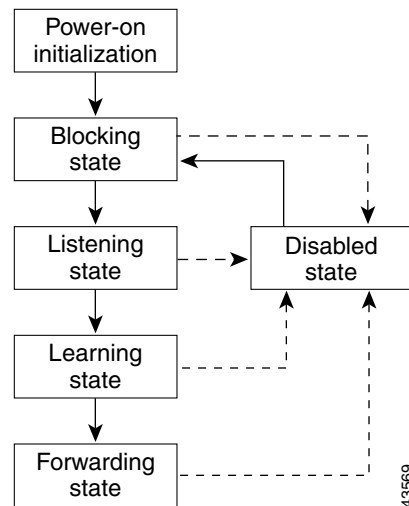 Power-on
initialization
Blocking
state
Listening
state
Disabled
state
Learning
state
Forwarding
state
43569